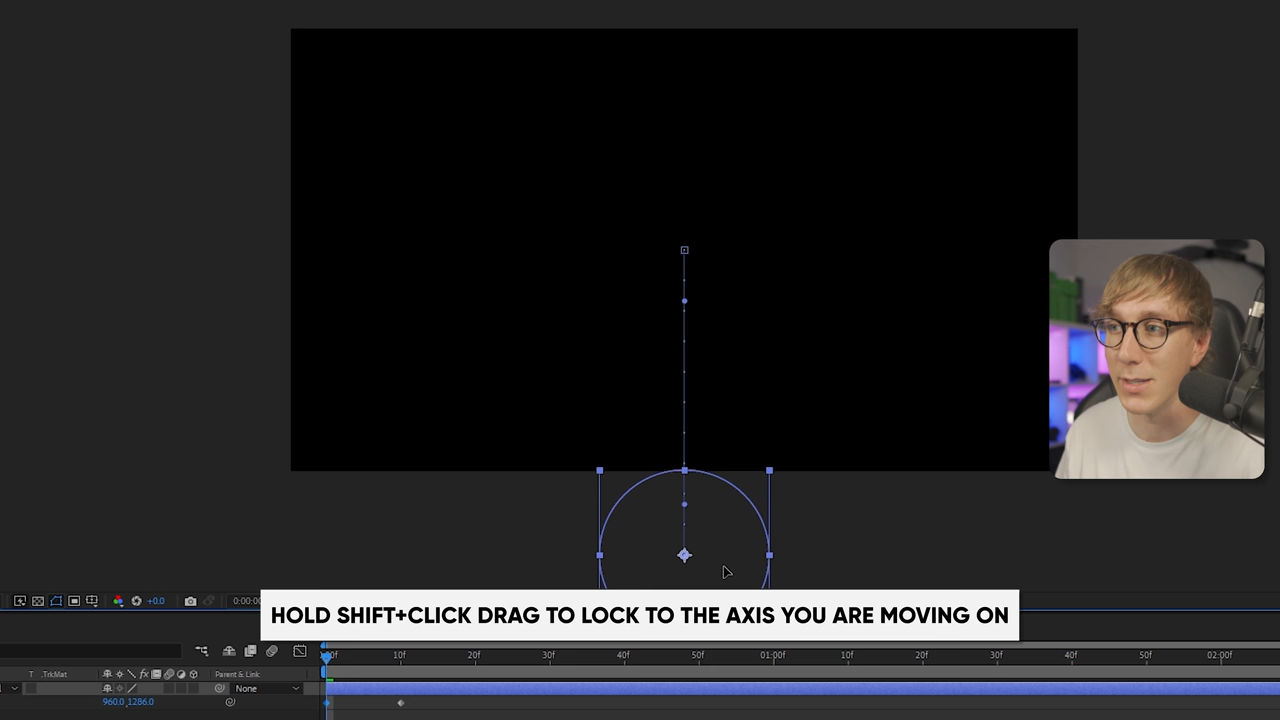 +0.0
0:00:00
HOLD SHIFT+CLICK DRAG TO LOCK TO THE AXIS YOU ARE MOVING ON
10f 20f 30f 40f 50f 01:00f 10f 20f 30f 40f 50f 02:00f
T .TrkMat fx Parent & Link
None
960.0,1286.0